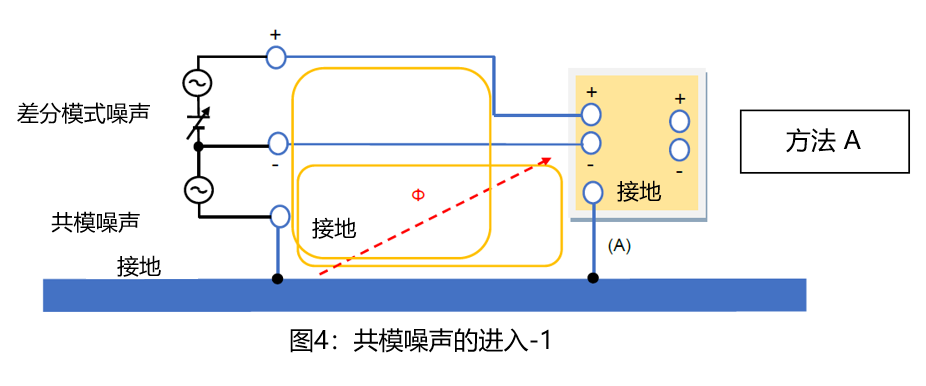 +
差分模式噪声
-
共模噪声
接地
接地
Φ
+
-
接地
+
-
(A)
方法 A
图4：共模噪声的进入-1